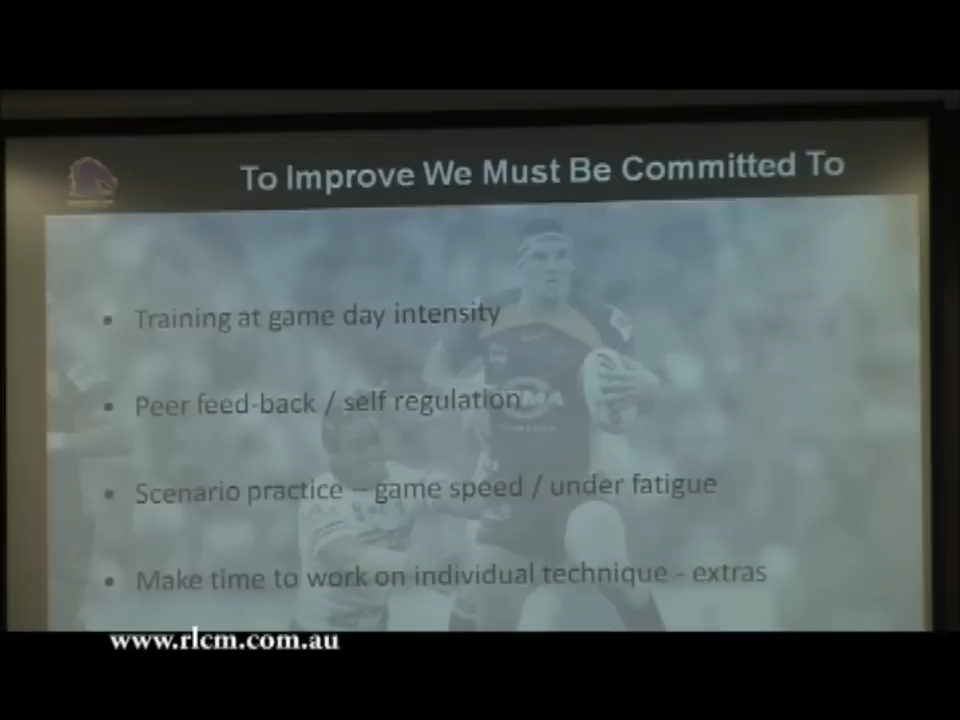 To Improve We Must Be Committed To
• Training at game day intensity
• Peer feed-back / self regulation
• Scenario practice – game speed / under fatigue
• Make time to work on individual technique - extras
www.rlcm.com.au